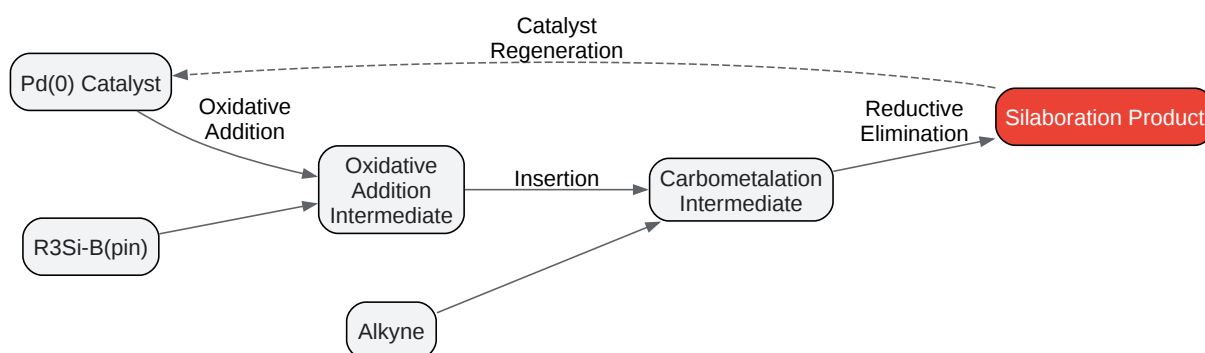 Catalyst
Regeneration
Pd(0) Catalyst
Oxidative
Addition
Reductive
Elimination
Silaboration Product
Oxidative
Addition
Intermediate
Insertion
Carbometalation
Intermediate
R3Si-B(pin)
Alkyne